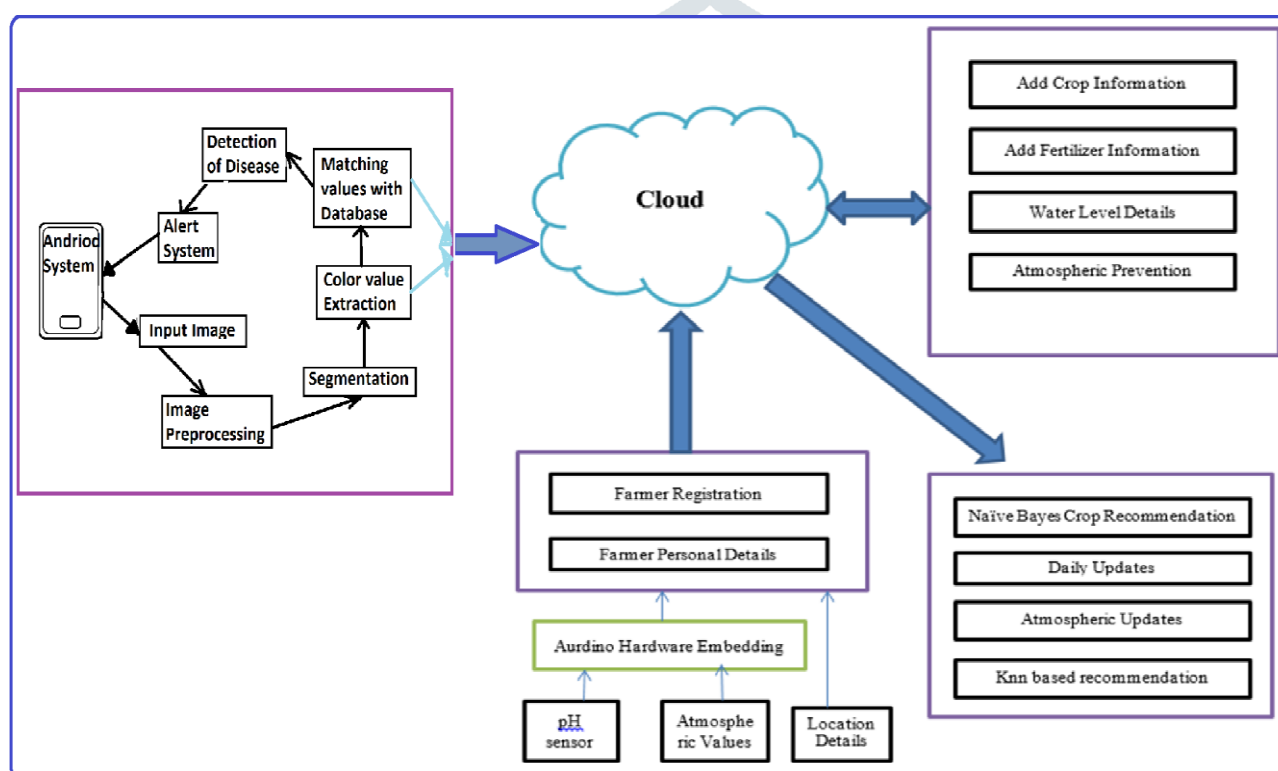 Detection
of Disease
Matching
values with
Database
Andriod
System
Alert
System
Color value
Extraction
Input Image
Segmentation
Image
Preprocessing
Cloud
Add Crop Information
Add Fertilizer Information
Water Level Details
Atmospheric Prevention
Farmer Registration
Farmer Personal Details
Aurdino Hardware Embedding
pH
sensor
Atmosphe
ric Values
Location
Details
Naïve Bayes Crop Recommendation
Daily Updates
Atmospheric Updates
Knn based recommendation